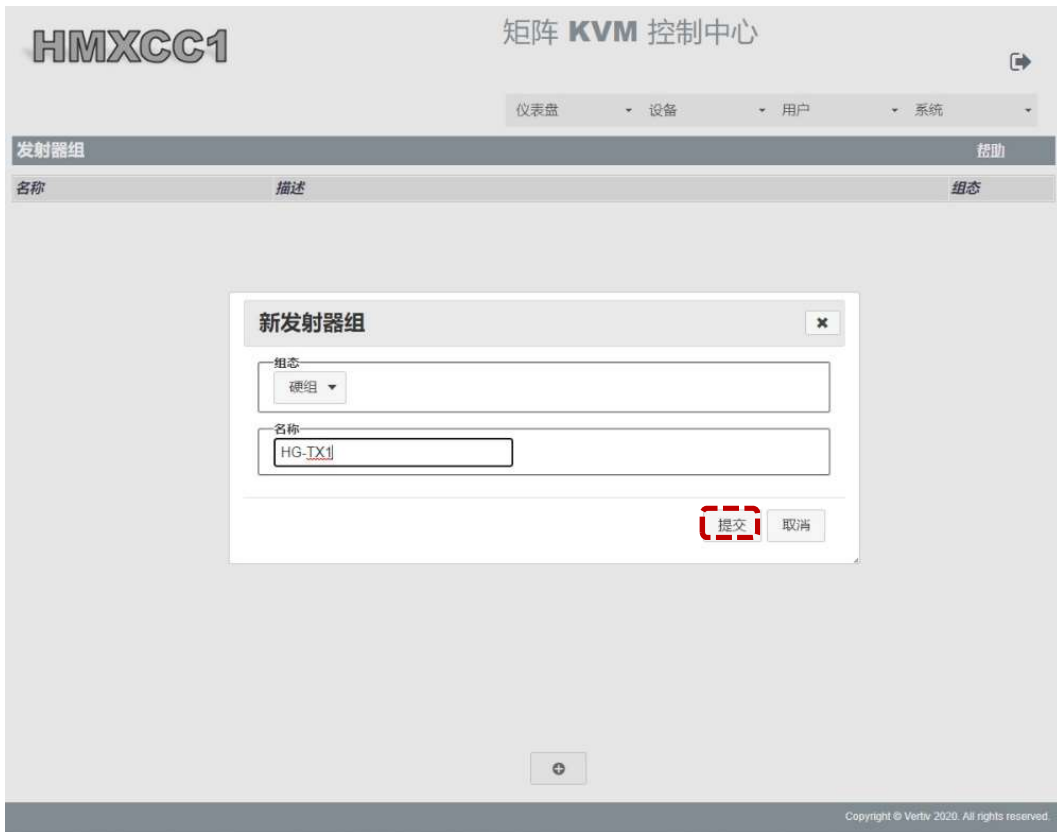 HMXCC1
矩阵 KVM 控制中心
仪表盘 设备 用户 系统
发射器组 帮助
名称 描述 组态
新发射器组
组态
硬组
名称
HG-TX1
提交 取消
Copyright © Vertiv 2020. All rights reserved.